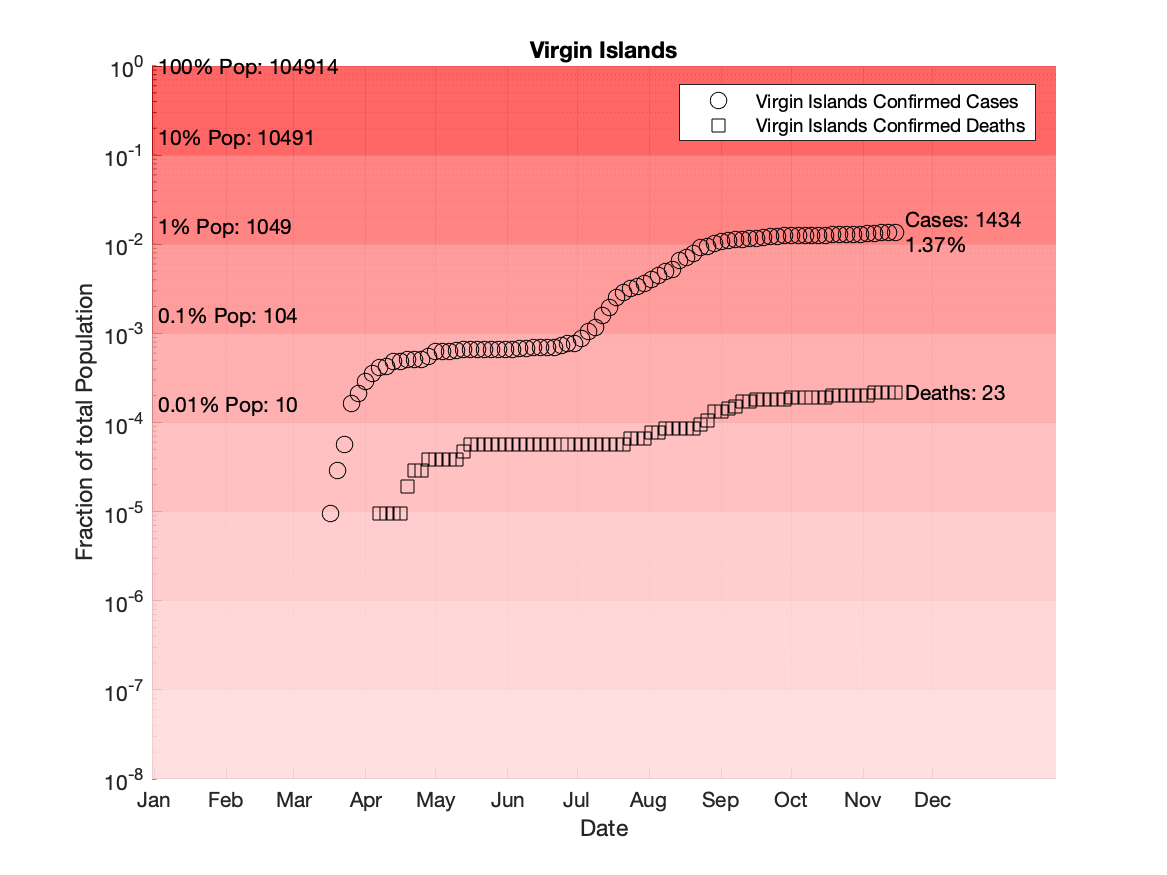 Virgin Islands
10^0
100% Pop: 104914
Virgin Islands Confirmed Cases
Virgin Islands Confirmed Deaths
10% Pop: 10491
10^-1
1% Pop: 1049
Cases: 1434
1.37%
10^-2
0.1% Pop: 104
10^-3
Deaths: 23
0.01% Pop: 10
10^-4
10^-5
10^-6
10^-7
10^-8
Fraction of total Population
Jan Feb Mar Apr May Jun Jul Aug Sep Oct Nov Dec
Date